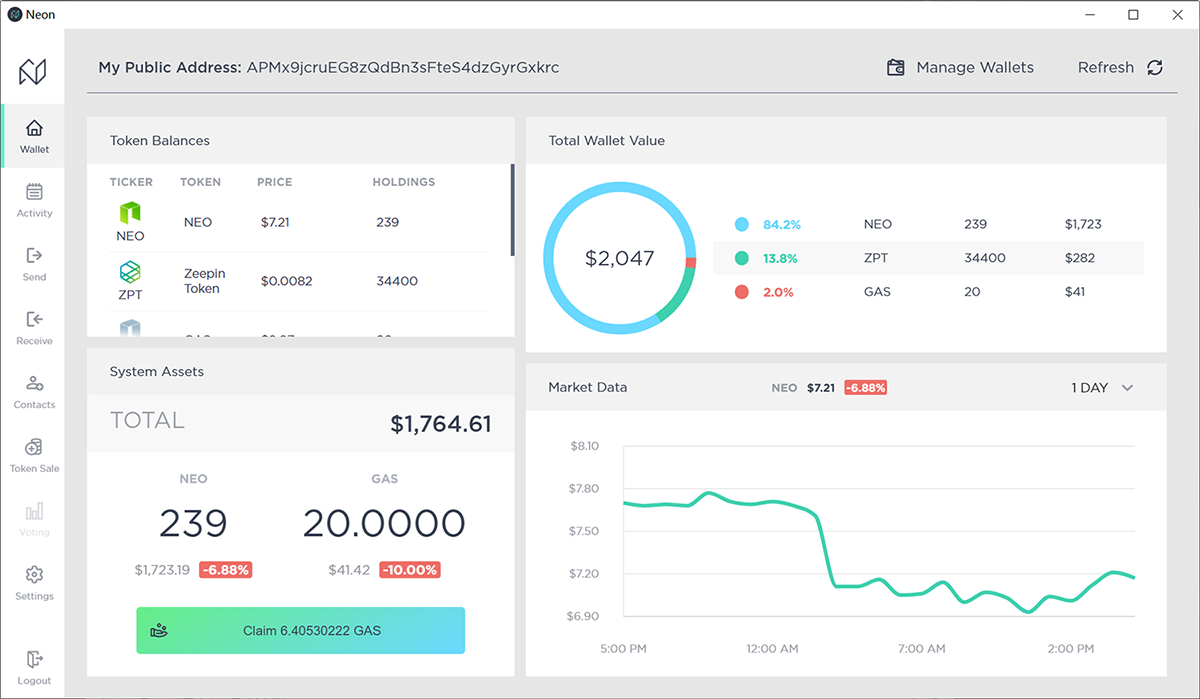 Neon
My Public Address: APMx9jcruEG8zQdBn3sFteS4dzGyrGxkrc
Manage Wallets
Refresh
Wallet
Activity
Send
Receive
Contacts
Token Sale
Voting
Settings
Logout
Token Balances
TICKER TOKEN PRICE HOLDINGS
NEO NEO $7.21 239
ZPT Zeepin Token $0.0082 34400
Total Wallet Value
$2,047
84.2% NEO 239 $1,723
13.8% ZPT 34400 $282
2.0% GAS 20 $41
System Assets
TOTAL $1,764.61
NEO GAS
239 20.0000
$1,723.19 -6.88% $41.42 -10.00%
Claim 6.40530222 GAS
Market Data NEO $7.21 -6.88% 1 DAY
$8.10
$7.80
$7.50
$7.20
$6.90
5:00 PM 12:00 AM 7:00 AM 2:00 PM